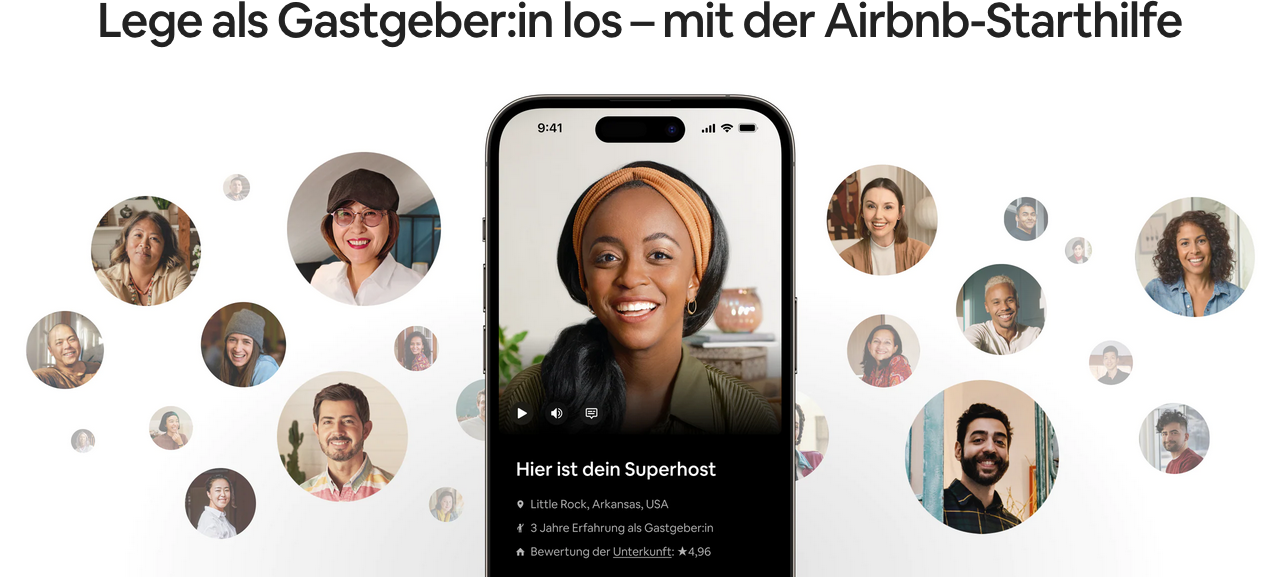 Lege als Gastgeber:in los – mit der Airbnb-Starthilfe
9:41
Hier ist dein Superhost
Little Rock, Arkansas, USA
3 Jahre Erfahrung als Gastgeber:in
Bewertung der Unterkunft: ★4,96